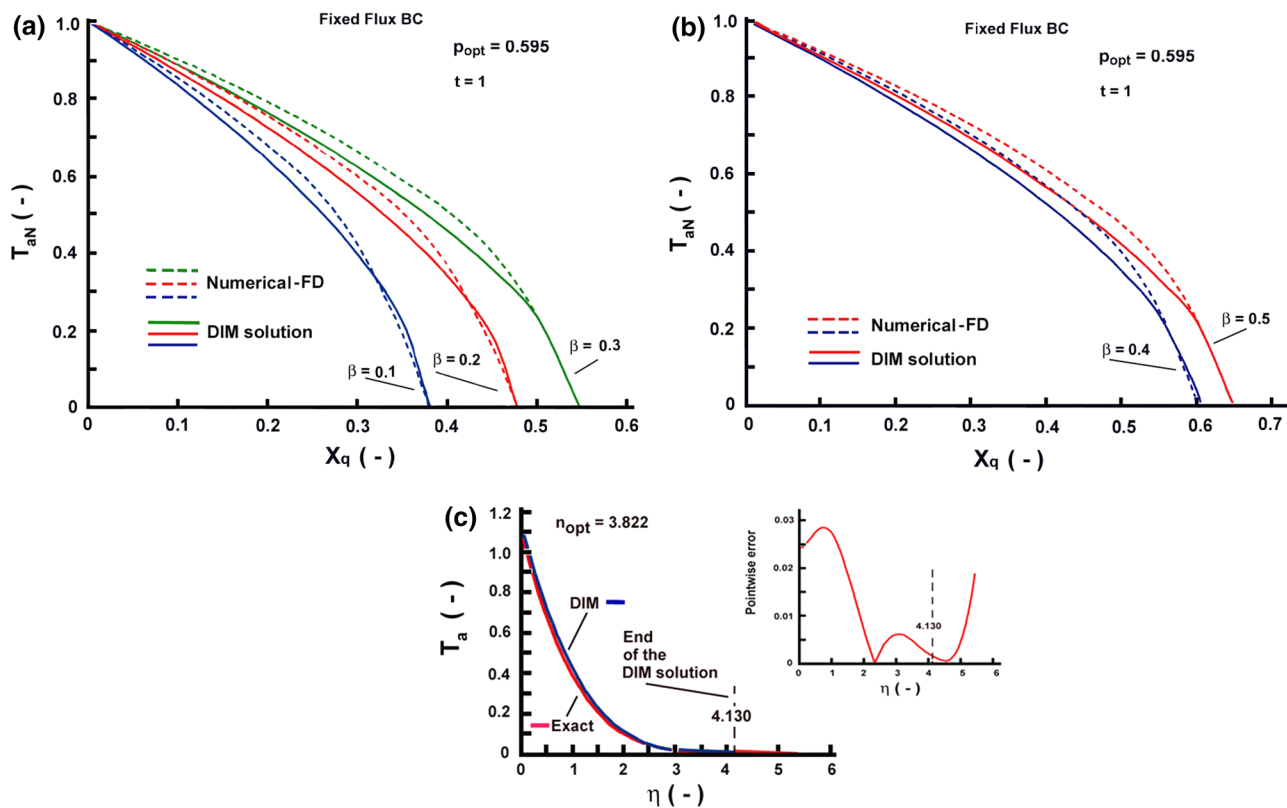 (a)
Fixed Flux BC
p_opt = 0.595
t = 1
1.0
0.8
0.6
0.4
0.2
0
T_aN ( - )
Numerical-FD
DIM solution
β = 0.1
β = 0.2
β = 0.3
0 0.1 0.2 0.3 0.4 0.5 0.6
X_q ( - )
(b)
Fixed Flux BC
p_opt = 0.595
t = 1
1.0
0.8
0.6
0.4
0.2
0
T_aN ( - )
Numerical-FD
DIM solution
β = 0.4
β = 0.5
0 0.1 0.2 0.3 0.4 0.5 0.6 0.7
X_q ( - )
(c)
n_opt = 3.822
1.2
1.0
0.8
0.6
0.4
0.2
0
T_a ( - )
DIM
Exact
End
of the
DIM solution
4.130
0 1 2 3 4 5 6
η ( - )
0.03
0.02
0.01
0
Pointwise error
4.130
0 1 2 3 4 5 6
η ( - )